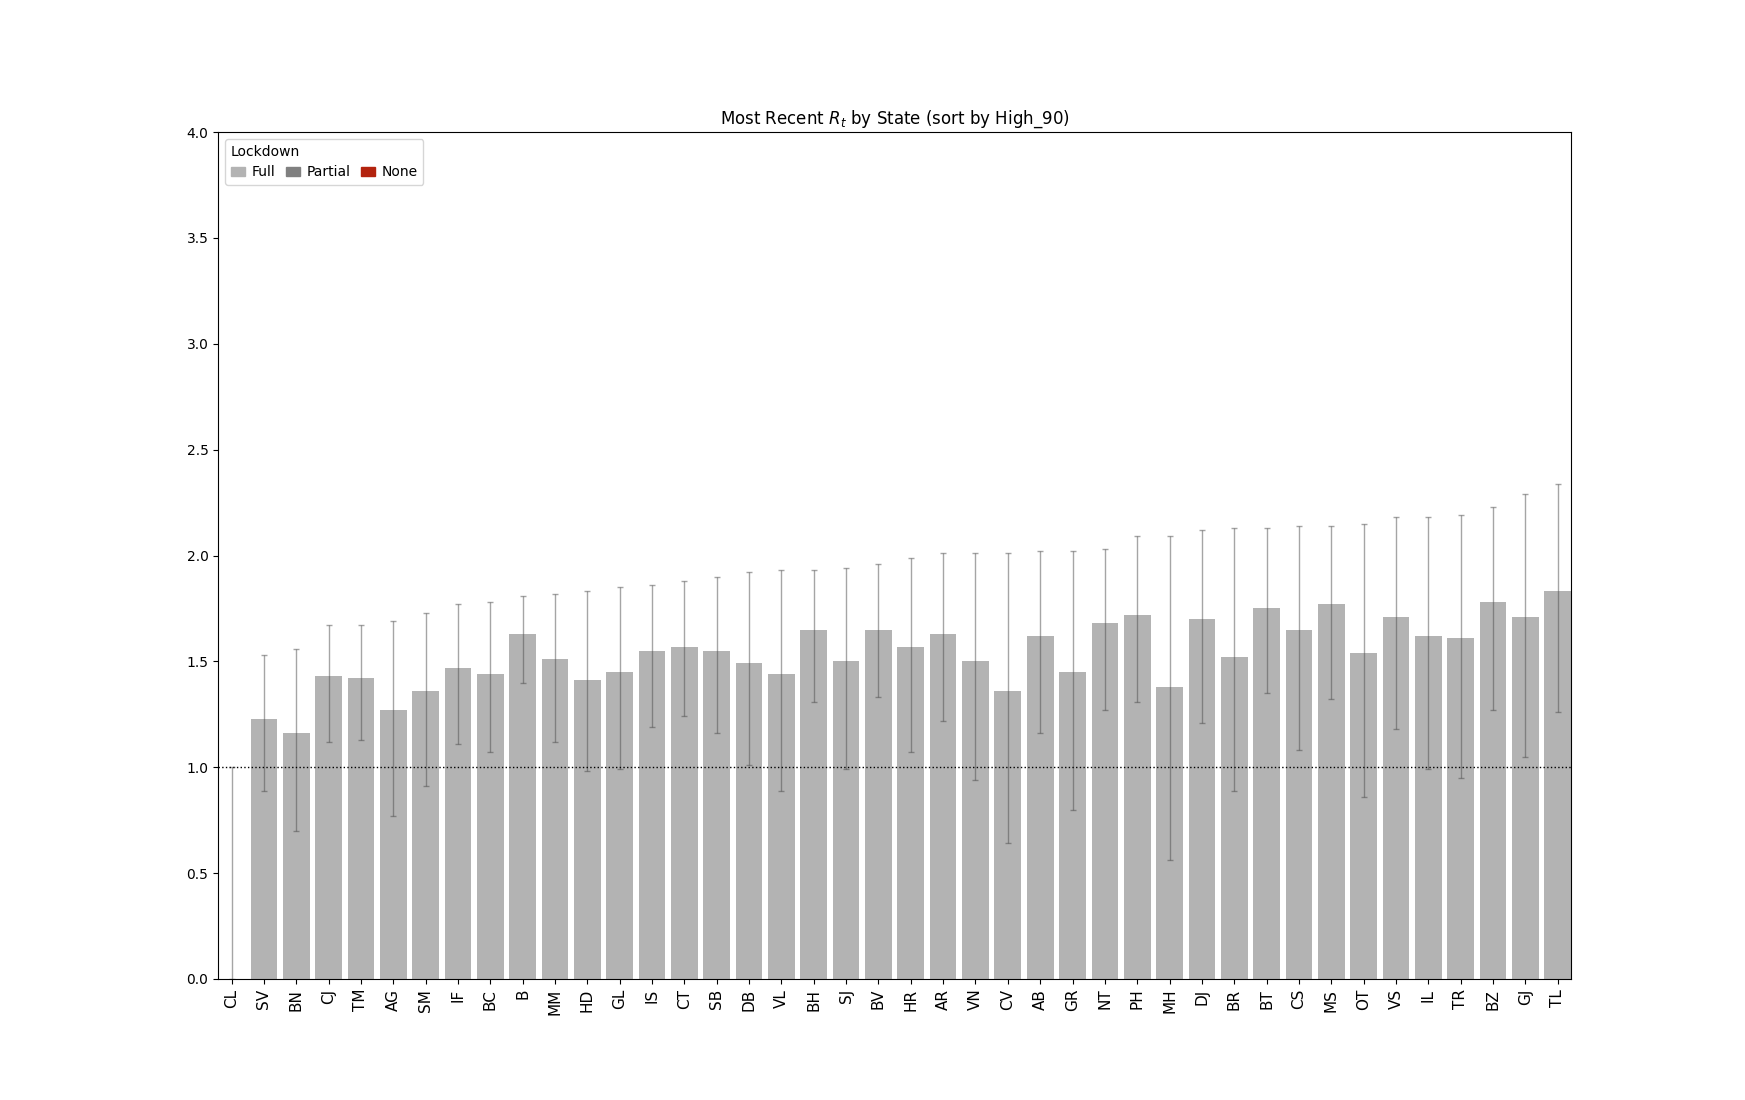 Most Recent $R_t$ by State (sort by High_90)
4.0
Lockdown
Full Partial None
3.5
3.0
2.5
2.0
1.5
1.0
0.5
0.0
CL SV BN CJ TM AG SM IF BC B MM HD GL IS CT SB DB VL BH SJ BV HR AR VN CV AB GR NT PH MH DJ BR BT CS MS OT VS IL TR BZ GJ TL